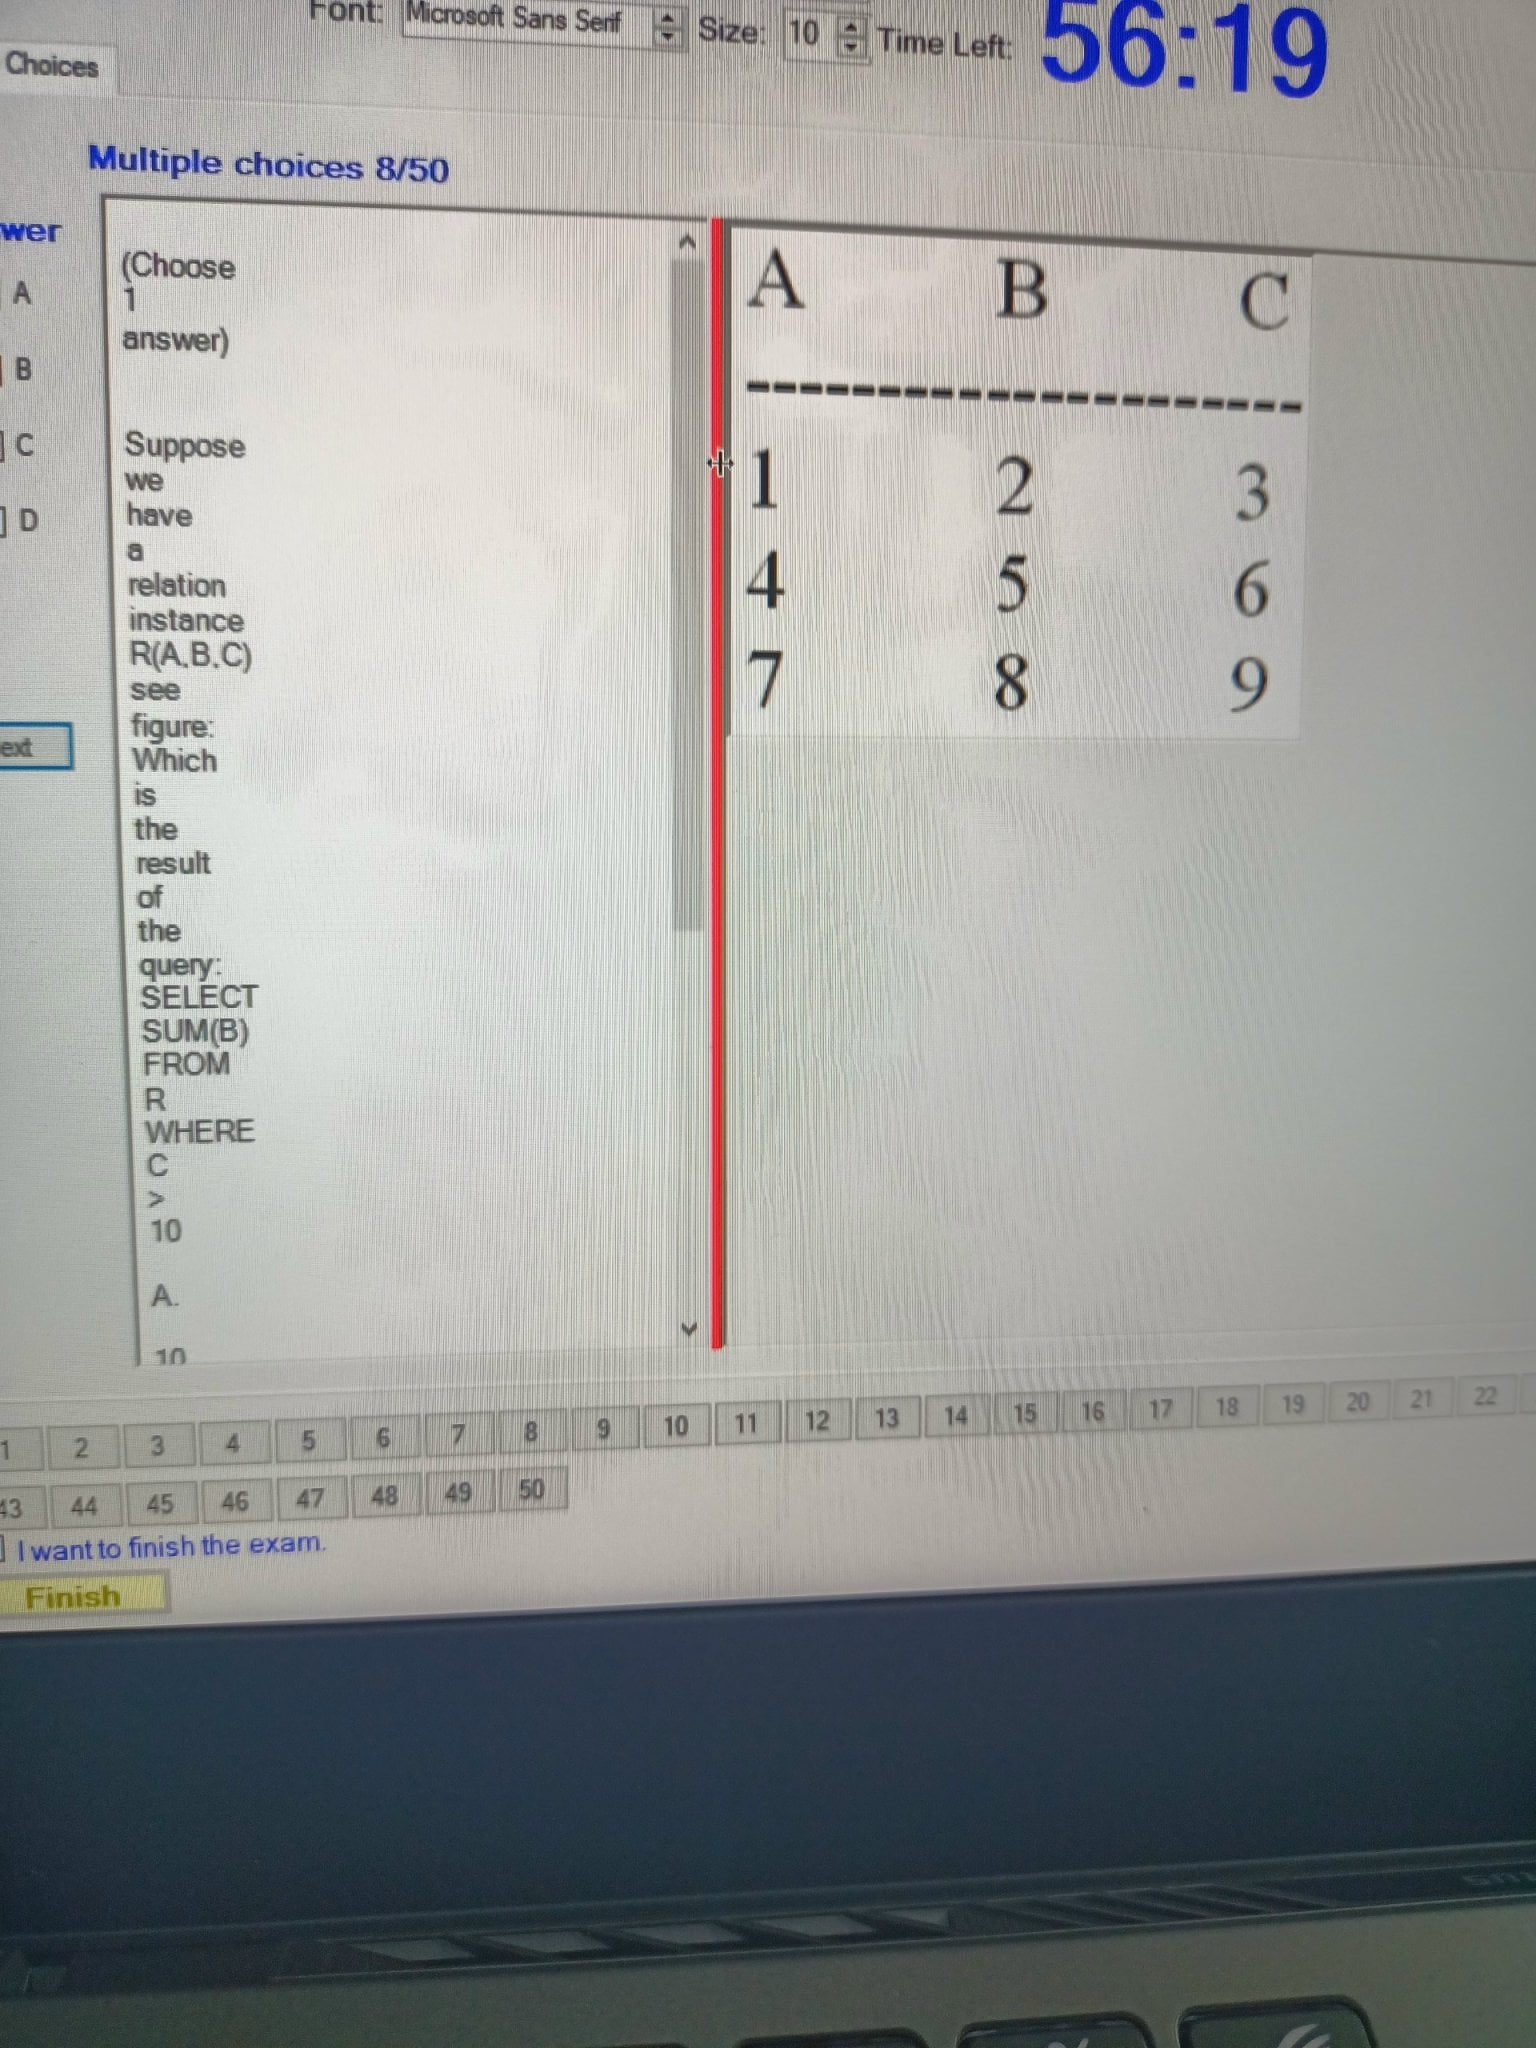 Font: Microsoft Sans Serif Size: 10 Time Left: 56:19
Choices
Multiple choices 8/50
A
B
C
D
(Choose
1
answer)
Suppose
we
have
a
relation
instance
R(A,B,C)
see
figure:
Which
is
the
result
of
the
query:
SELECT
SUM(B)
FROM
R
WHERE
C
>
10
A.
10
A B C
--------------------
1 2 3
4 5 6
7 8 9
1 2 3 4 5 6 7 8 9 10 11 12 13 14 15 16 17 18 19 20 21 22
43 44 45 46 47 48 49 50
I want to finish the exam.
Finish